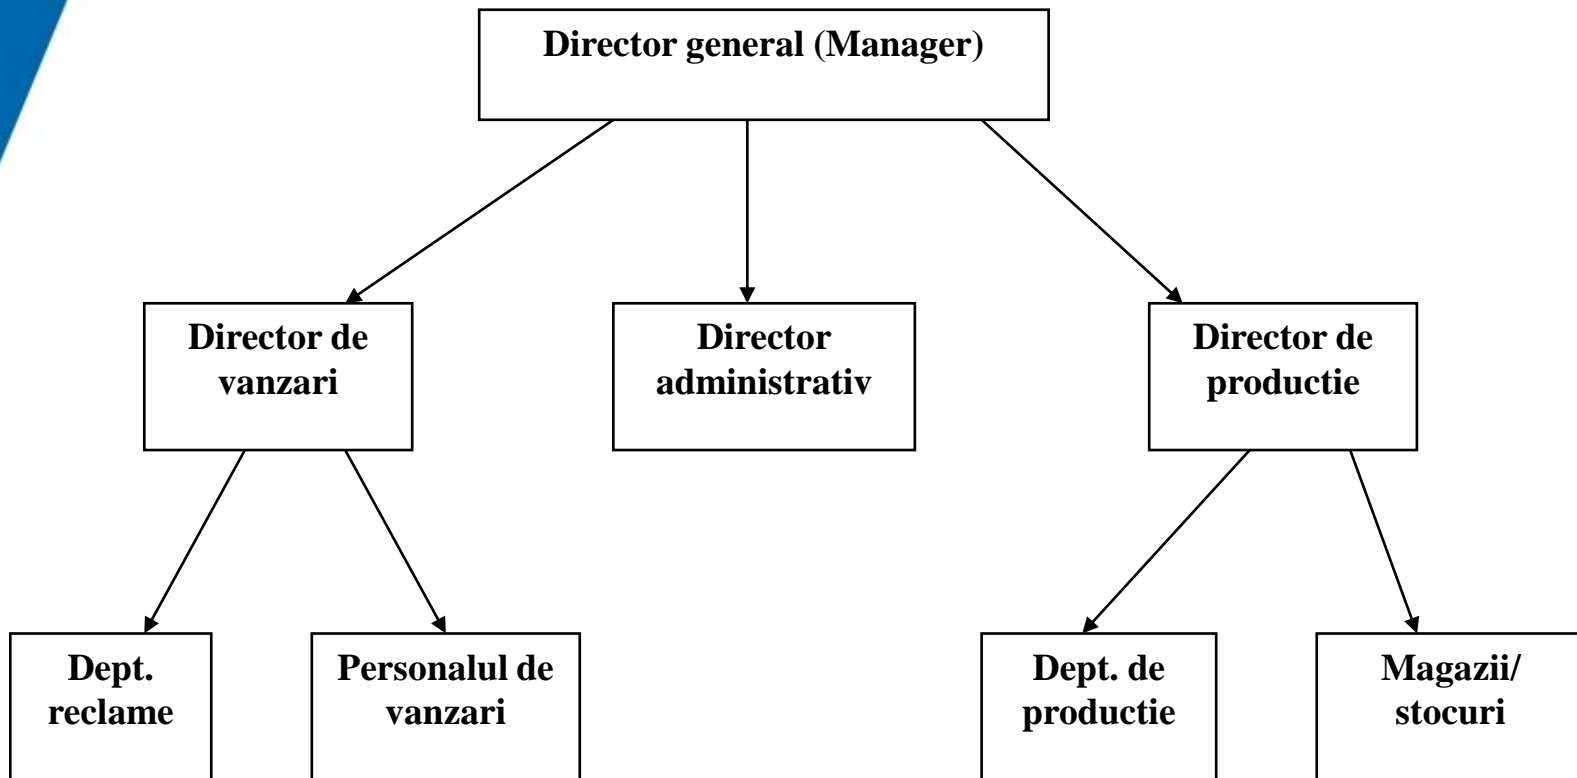 Director general (Manager)
Director de
vanzari
Director
administrativ
Director de
productie
Dept.
reclame
Personalul de
vanzari
Dept. de
productie
Magazii/
stocuri